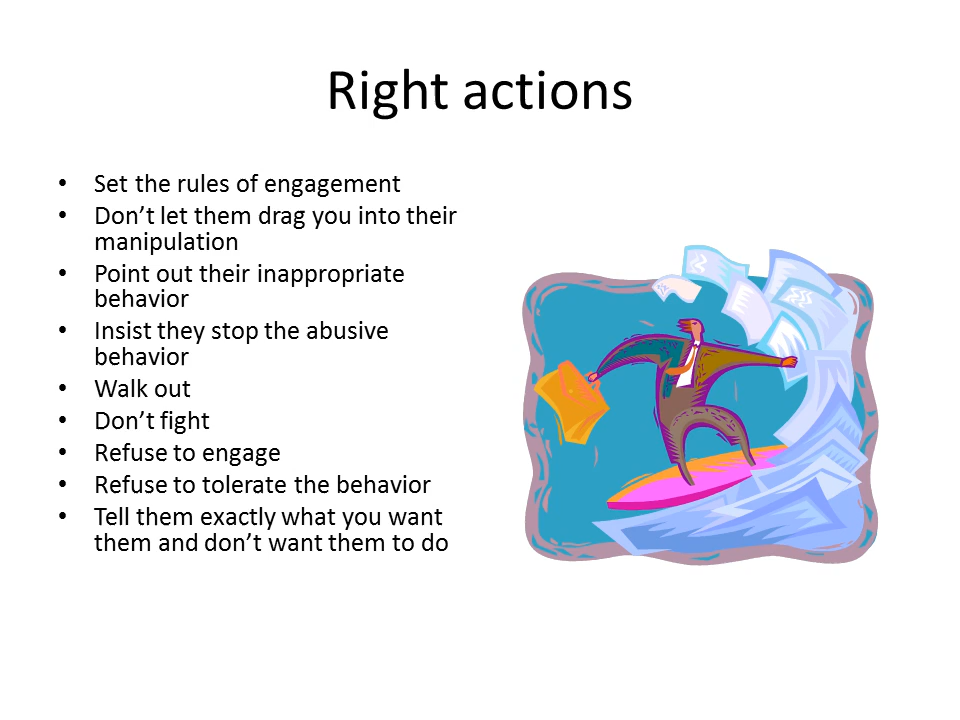 Right actions
• Set the rules of engagement
• Don’t let them drag you into their
manipulation
• Point out their inappropriate
behavior
• Insist they stop the abusive
behavior
• Walk out
• Don’t fight
• Refuse to engage
• Refuse to tolerate the behavior
• Tell them exactly what you want
them and don’t want them to do